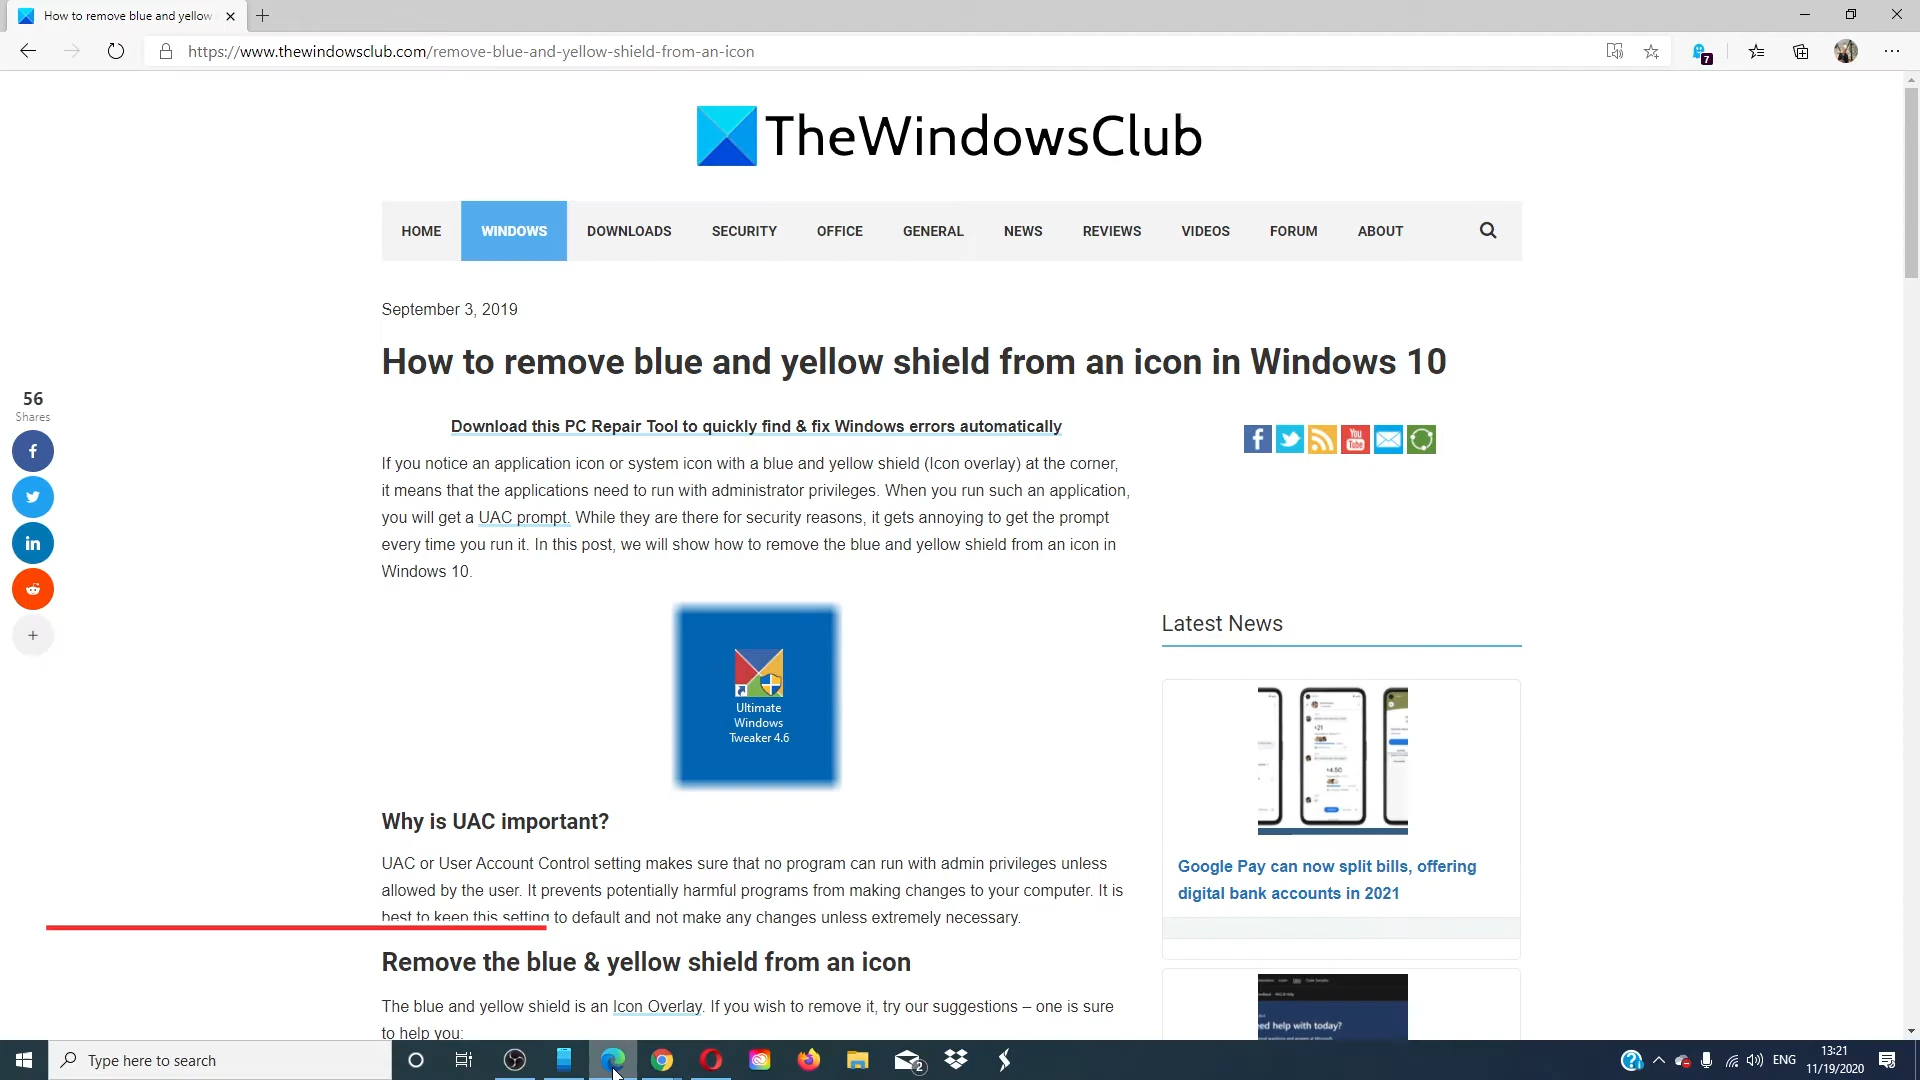 How to remove blue and yellow
https://www.thewindowsclub.com/remove-blue-and-yellow-shield-from-an-icon
7
TheWindowsClub
HOME WINDOWS DOWNLOADS SECURITY OFFICE GENERAL NEWS REVIEWS VIDEOS FORUM ABOUT
September 3, 2019
How to remove blue and yellow shield from an icon in Windows 10
56
Shares
Download this PC Repair Tool to quickly find & fix Windows errors automatically
If you notice an application icon or system icon with a blue and yellow shield (Icon overlay) at the corner,
it means that the applications need to run with administrator privileges. When you run such an application,
you will get a UAC prompt. While they are there for security reasons, it gets annoying to get the prompt
every time you run it. In this post, we will show how to remove the blue and yellow shield from an icon in
Windows 10.
You
Tube
Ultimate
Windows
Tweaker 4.6
Latest News
Google Pay can now split bills, offering
digital bank accounts in 2021
Why is UAC important?
UAC or User Account Control setting makes sure that no program can run with admin privileges unless
allowed by the user. It prevents potentially harmful programs from making changes to your computer. It is
best to keep this setting to default and not make any changes unless extremely necessary.
Remove the blue & yellow shield from an icon
The blue and yellow shield is an Icon Overlay. If you wish to remove it, try our suggestions – one is sure
to help you:
need help with today?
Type here to search
2
ENG
13:21
11/19/2020